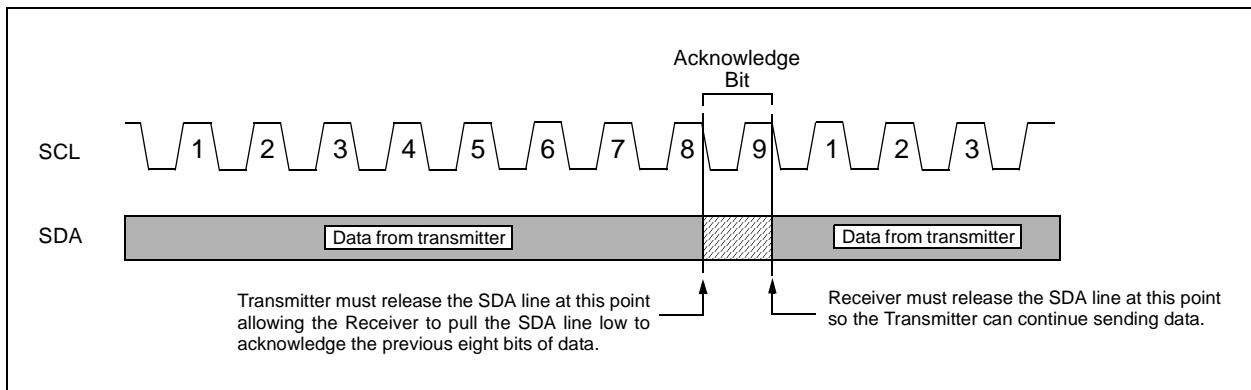 Acknowledge
Bit
SCL
1 2 3 4 5 6 7 8 9 1 2 3
SDA
Data from transmitter
Data from transmitter
Transmitter must release the SDA line at this point
allowing the Receiver to pull the SDA line low to
acknowledge the previous eight bits of data.
Receiver must release the SDA line at this point
so the Transmitter can continue sending data.